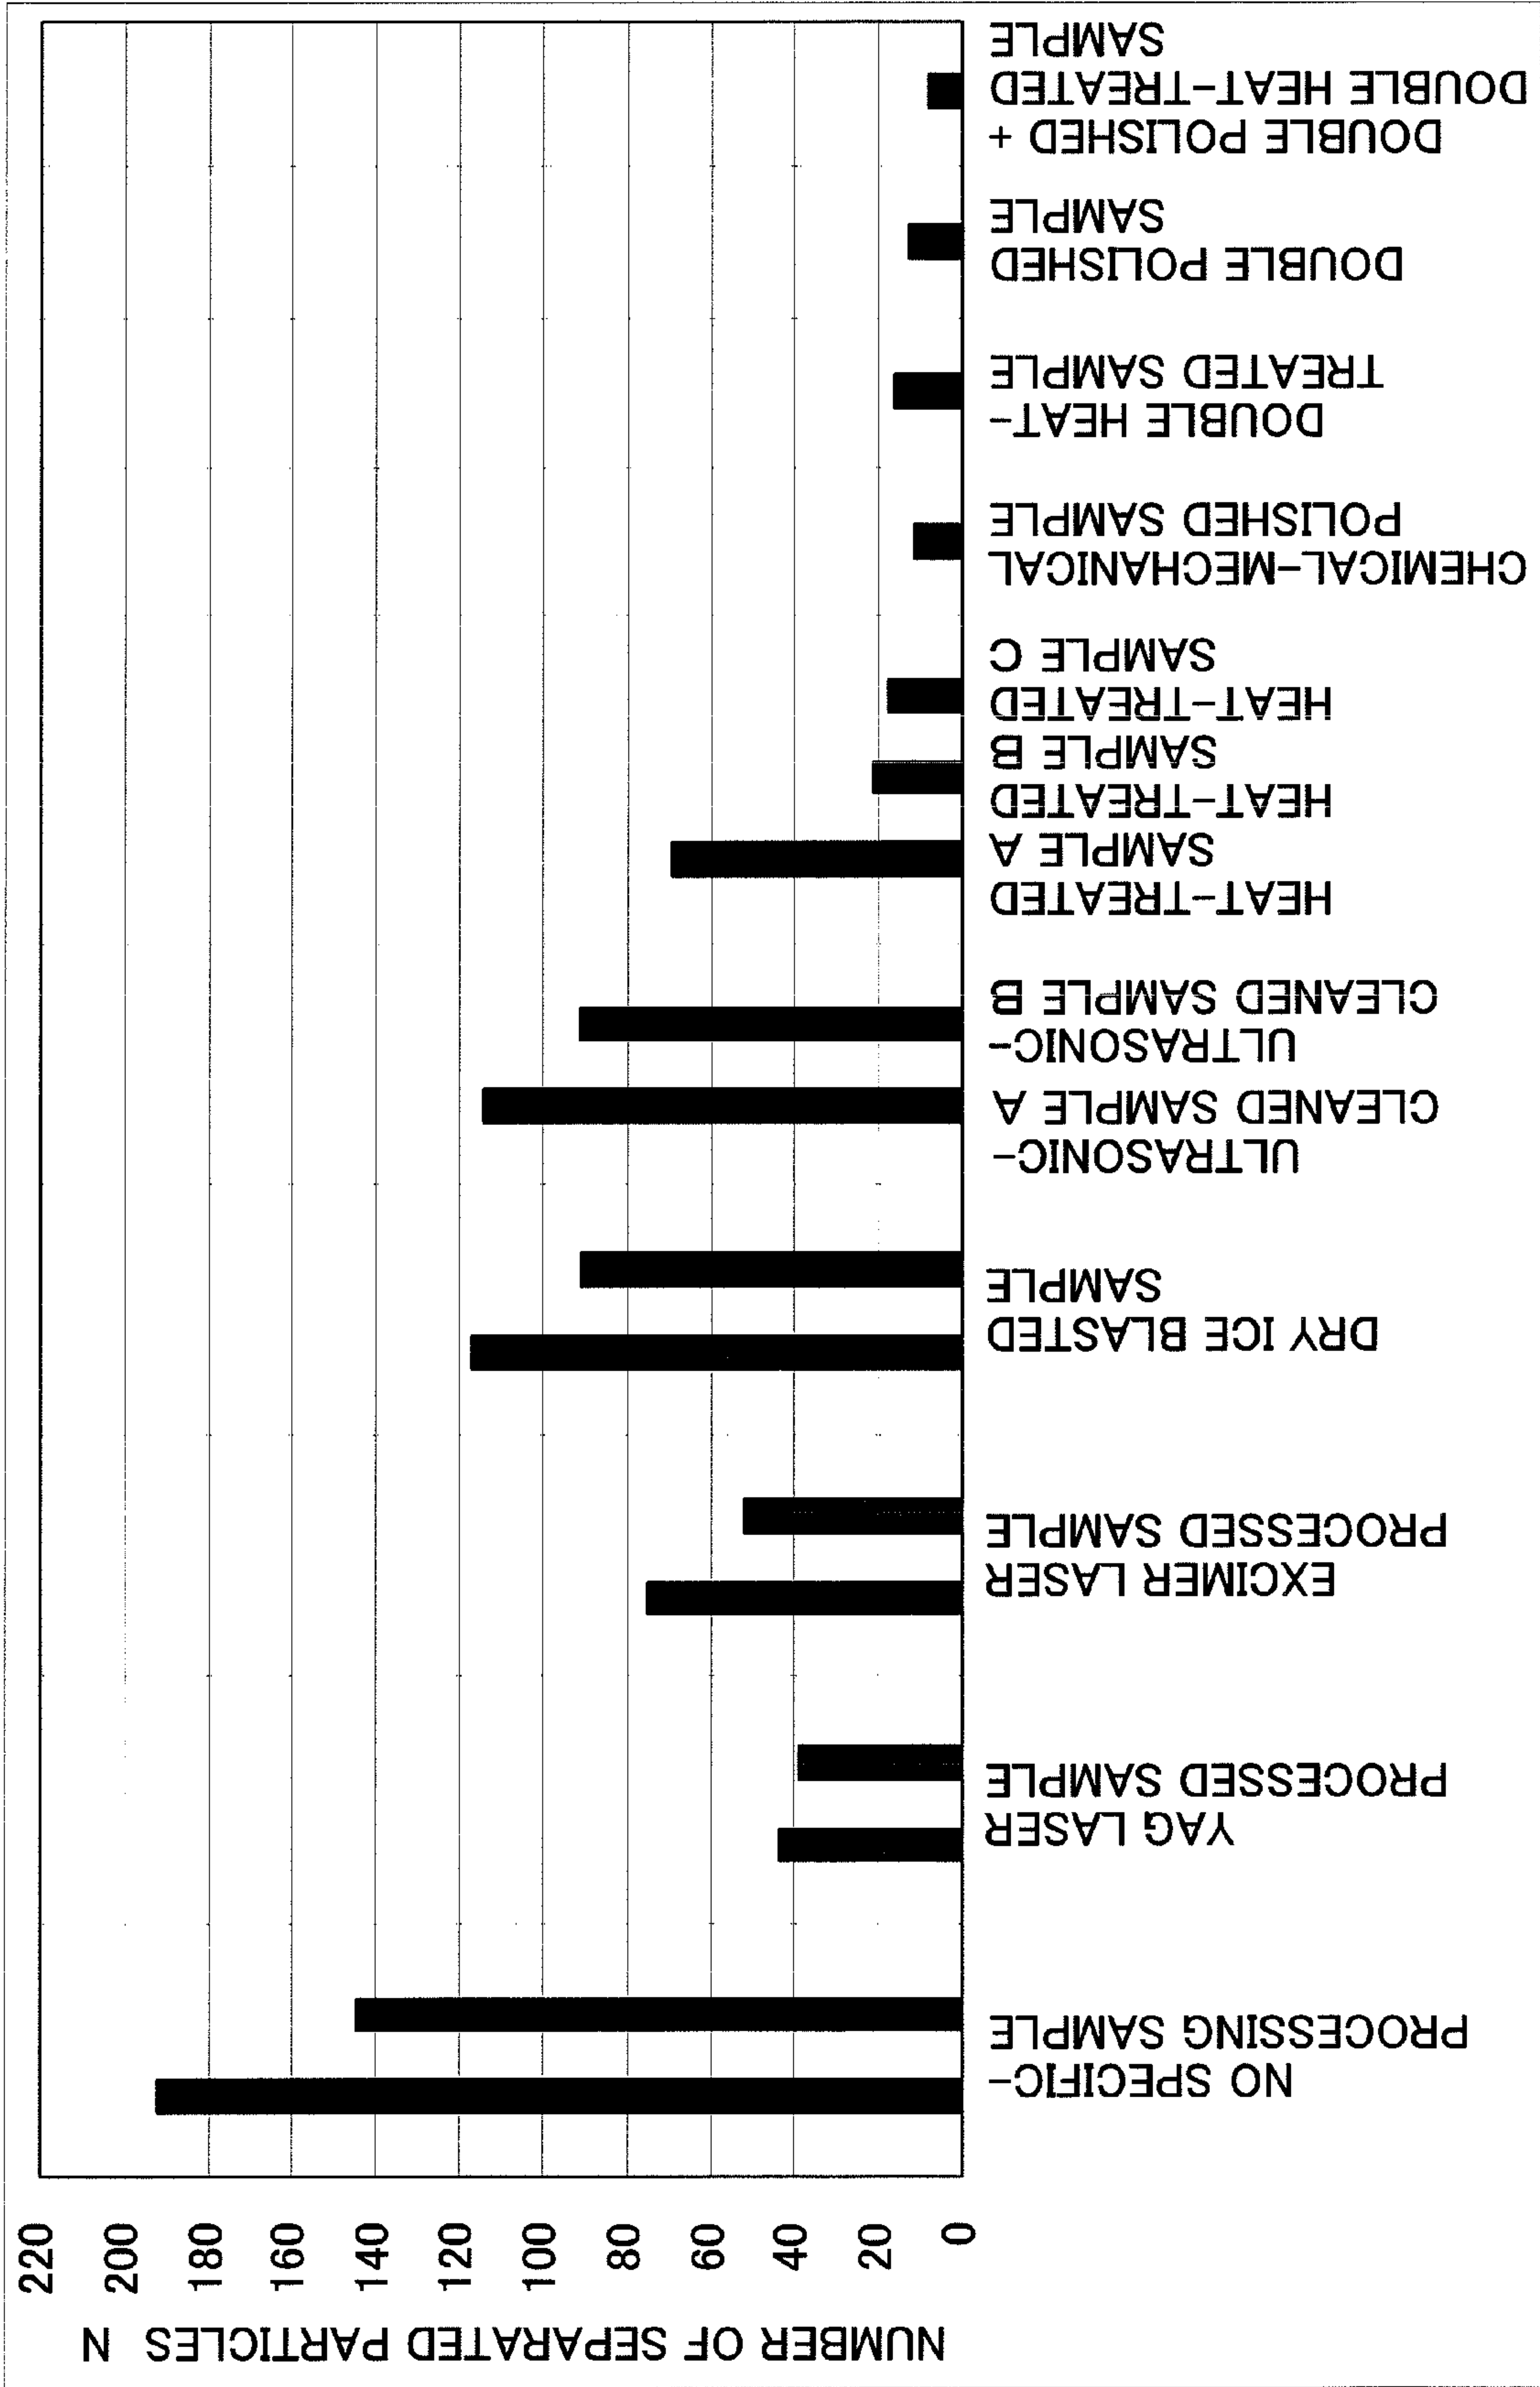 NUMBER OF SEPARATED PARTICLES N
220
200
180
160
140
120
100
80
60
40
20
0
NO SPECIFIC-
PROCESSING SAMPLE
YAG LASER
PROCESSED SAMPLE
EXCIMER LASER
PROCESSED SAMPLE
DRY ICE BLASTED
SAMPLE
ULTRASONIC-
CLEANED SAMPLE A
ULTRASONIC-
CLEANED SAMPLE B
HEAT-TREATED
SAMPLE A
HEAT-TREATED
SAMPLE B
HEAT-TREATED
SAMPLE C
CHEMICAL-MECHANICAL
POLISHED SAMPLE
DOUBLE HEAT-
TREATED SAMPLE
DOUBLE POLISHED
SAMPLE
DOUBLE POLISHED +
DOUBLE HEAT-TREATED
SAMPLE